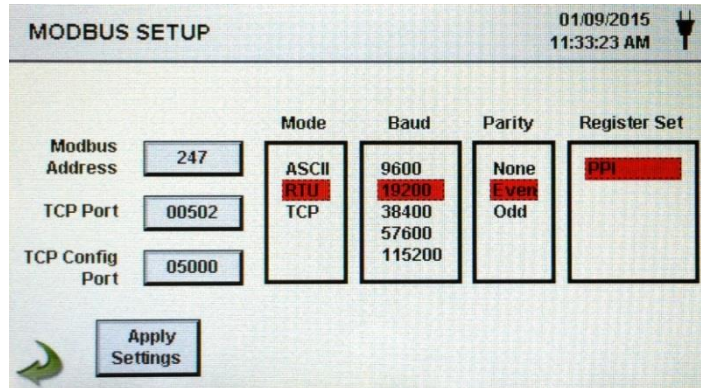 MODBUS SETUP
01/09/2015
11:33:23 AM
Mode
Baud
Parity
Register Set
Modbus
Address
247
TCP Port
00502
TCP Config
Port
05000
ASCII
RTU
TCP
9600
19200
38400
57600
115200
None
Even
Odd
PPI
Apply
Settings